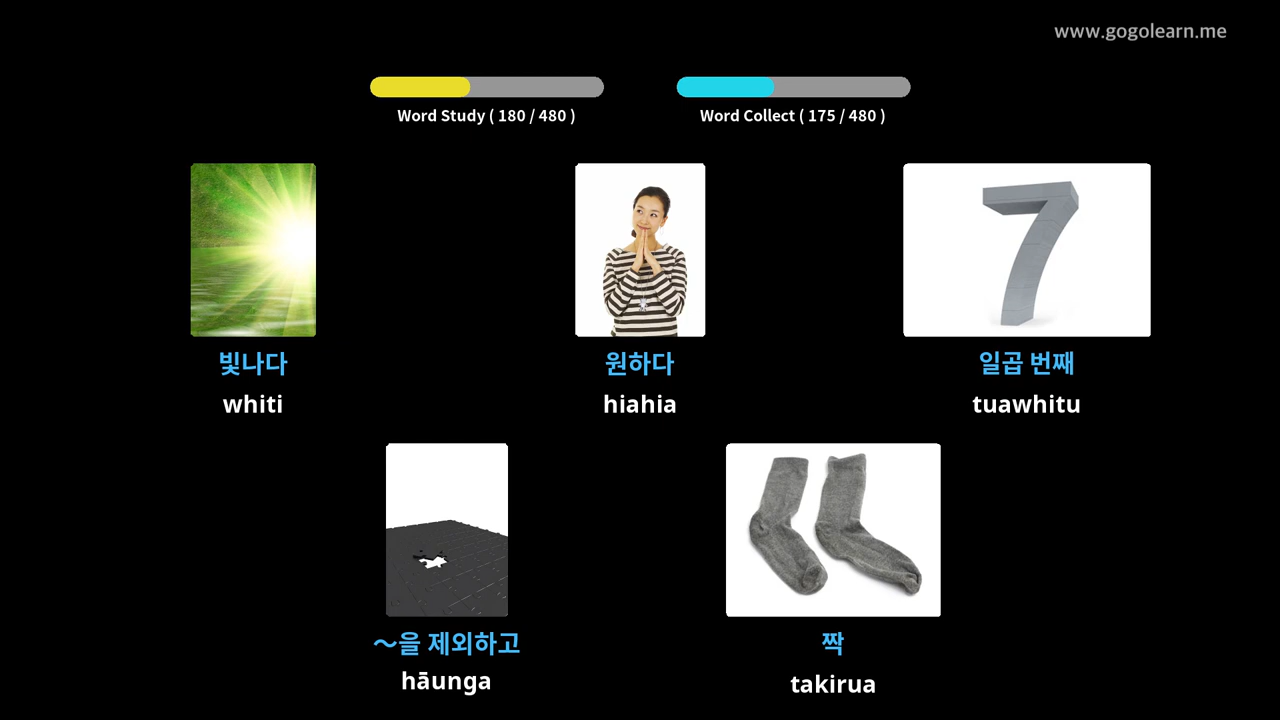 www.gogolearn.me
Word Study ( 180 / 480 )
Word Collect ( 175 / 480 )
빛나다
whiti
원하다
hiahia
일곱 번째
tuawhitu
～을 제외하고
hāunga
짝
takirua